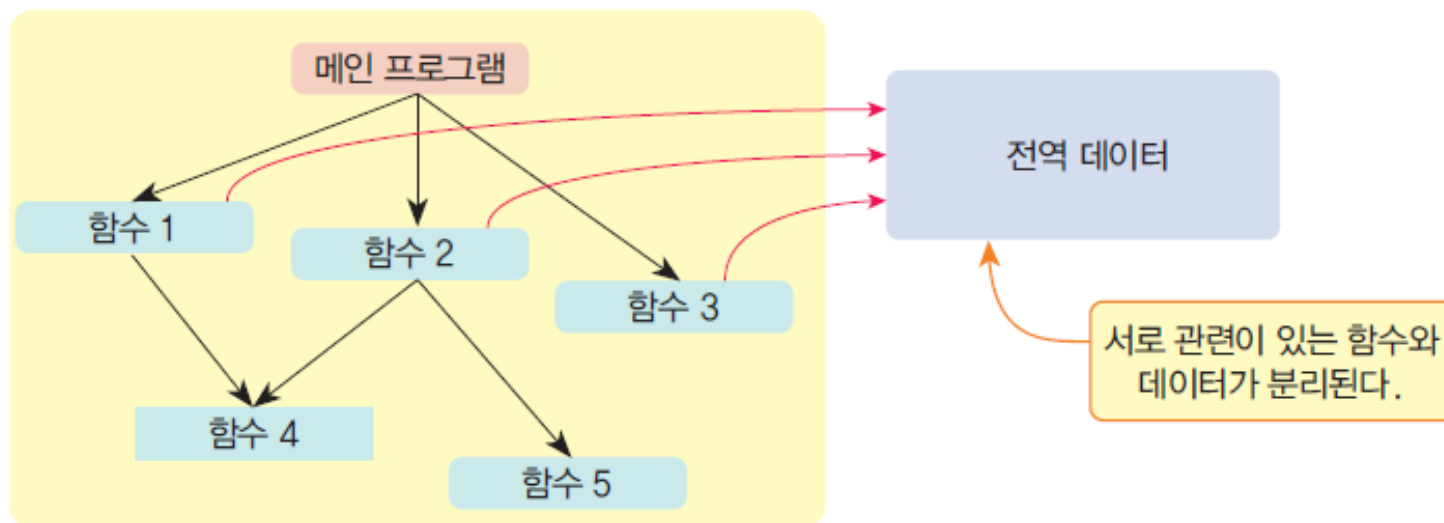 메인 프로그램
전역 데이터
함수 1
함수 2
함수 3
서로 관련이 있는 함수와
데이터가 분리된다.
함수 4
함수 5